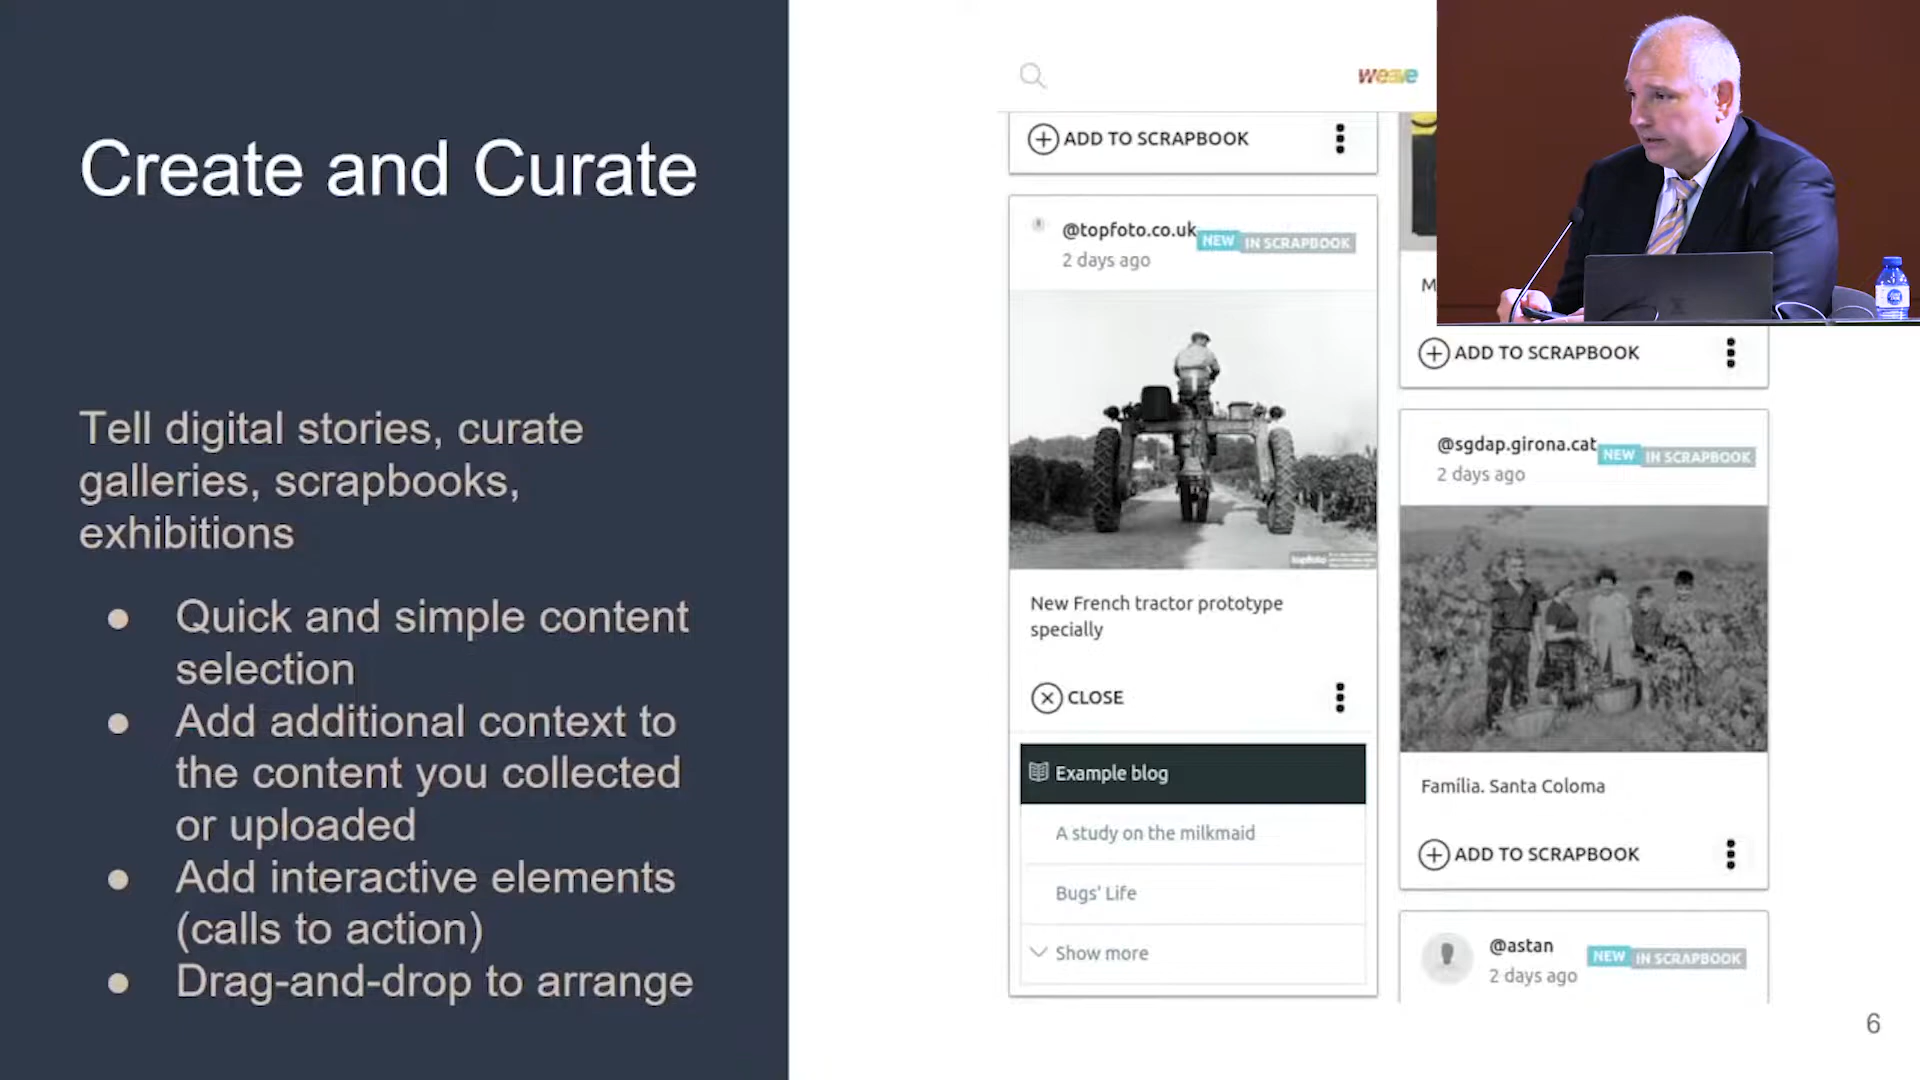 Create and Curate
Tell digital stories, curate
galleries, scrapbooks,
exhibitions
● Quick and simple content
selection
● Add additional context to
the content you collected
or uploaded
● Add interactive elements
(calls to action)
● Drag-and-drop to arrange
weave
ADD TO SCRAPBOOK
@topfoto.co.uk
NEW IN SCRAPBOOK
2 days ago
topfoto
New French tractor prototype
specially
CLOSE
Example blog
A study on the milkmaid
Bugs' Life
Show more
M
ADD TO SCRAPBOOK
@sgdap.girona.cat
NEW IN SCRAPBOOK
2 days ago
Família. Santa Coloma
ADD TO SCRAPBOOK
@astan
NEW IN SCRAPBOOK
2 days ago
6